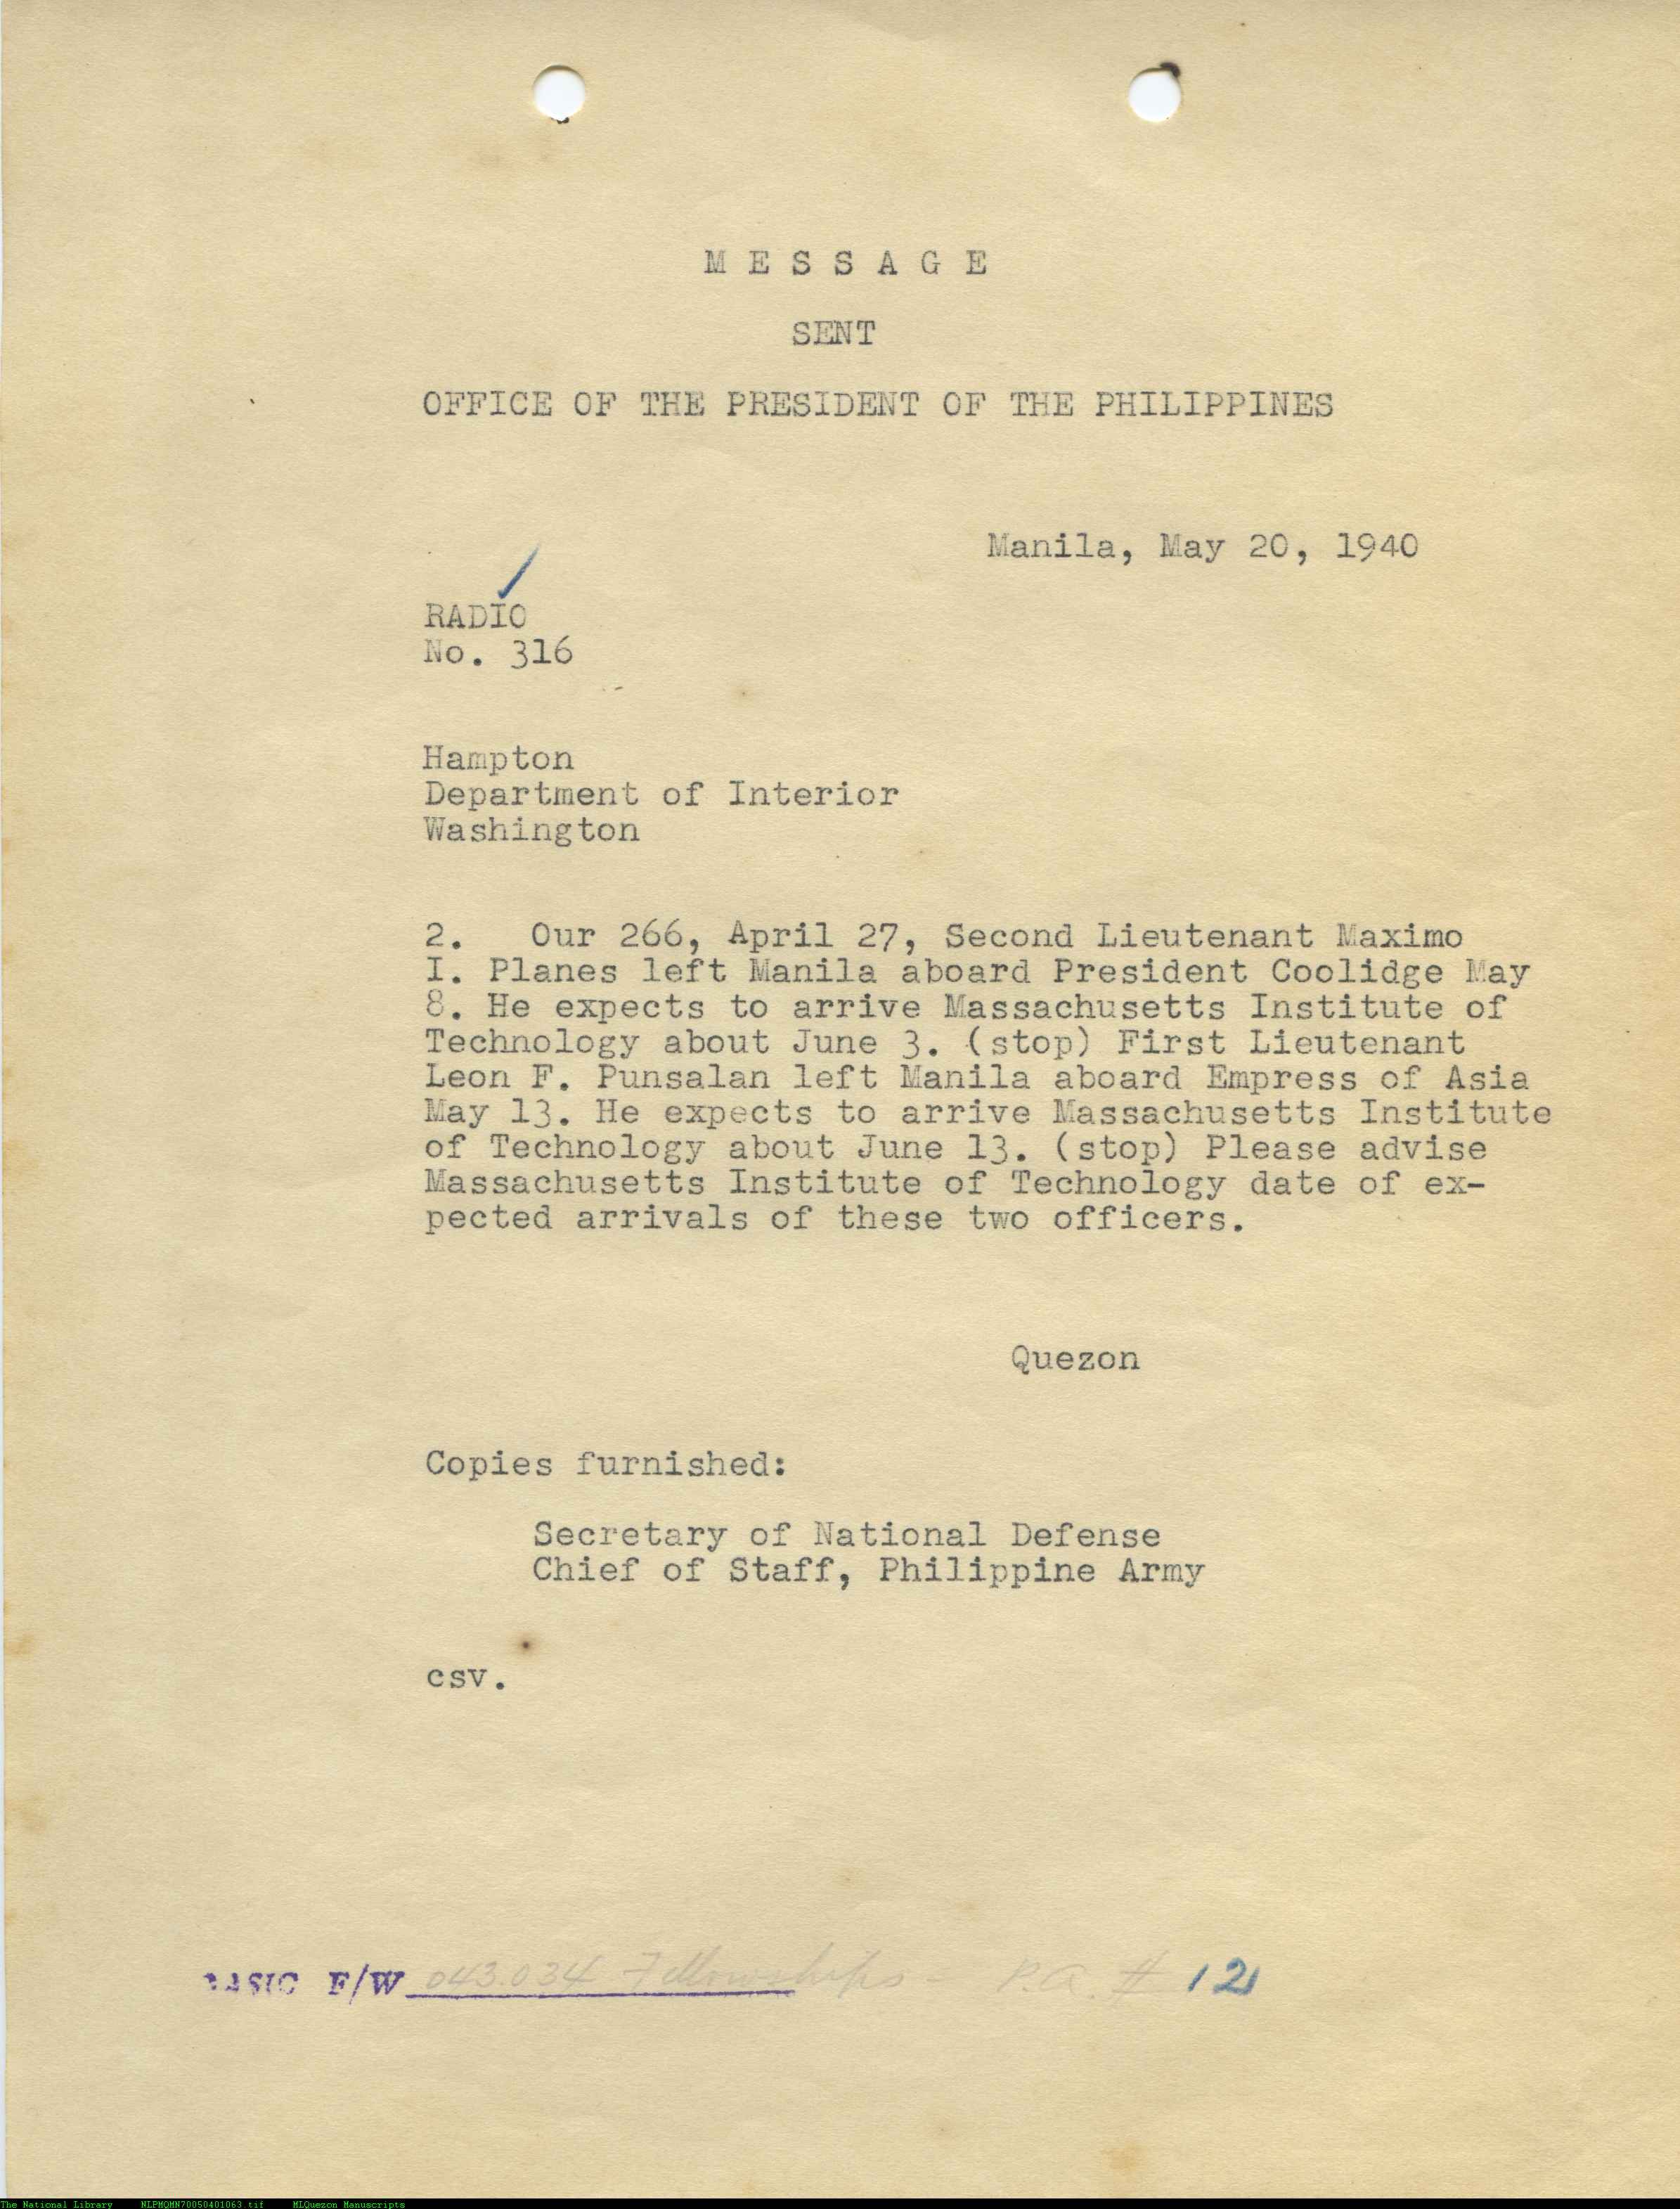 M E S S A G E
SENT
OFFICE OF THE PRESIDENT OF THE PHILIPPINES
Manila, May 20, 1940
RADIO
No. 316
Hampton
Department of Interior
Washington
2. Our 266, April 27, Second Lieutenant Maximo
I. Planes left Manila aboard President Coolidge May
8. He expects to arrive Massachusetts Institute of
Technology about June 3. (stop) First Lieutenant
Leon F. Punsalan left Manila aboard Empress of Asia
May 13. He expects to arrive Massachusetts Institute
of Technology about June 13. (stop) Please advise
Massachusetts Institute of Technology date of ex-
pected arrivals of these two officers.
Quezon
Copies furnished:
Secretary of National Defense
Chief of Staff, Philippine Army
csv.
F/W 043.034 Fellowships P.A. # 121
The National Library NLPMQMN70050401063.tif MLQuezon Manuscripts